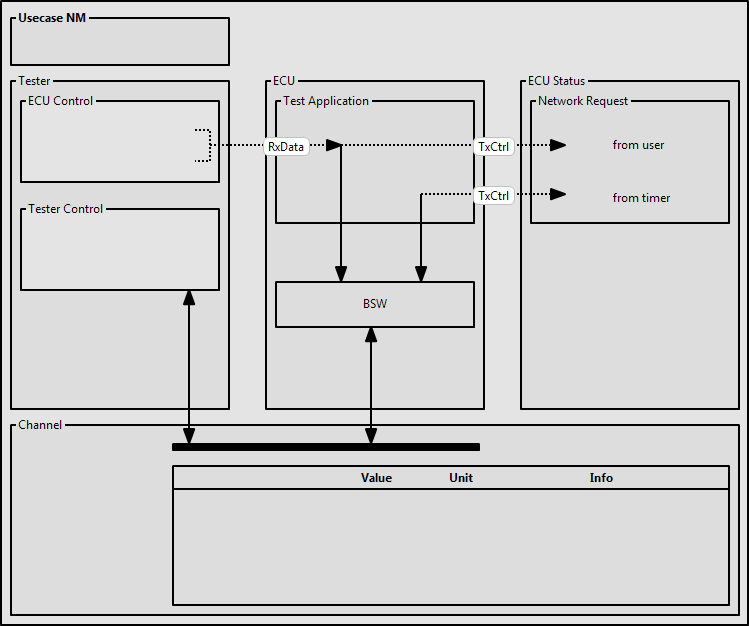 Usecase NM
Tester
ECU
ECU Status
ECU Control
Test Application
Network Request
RxData
TxCtrl
from user
TxCtrl
from timer
Tester Control
BSW
Channel
Value Unit Info